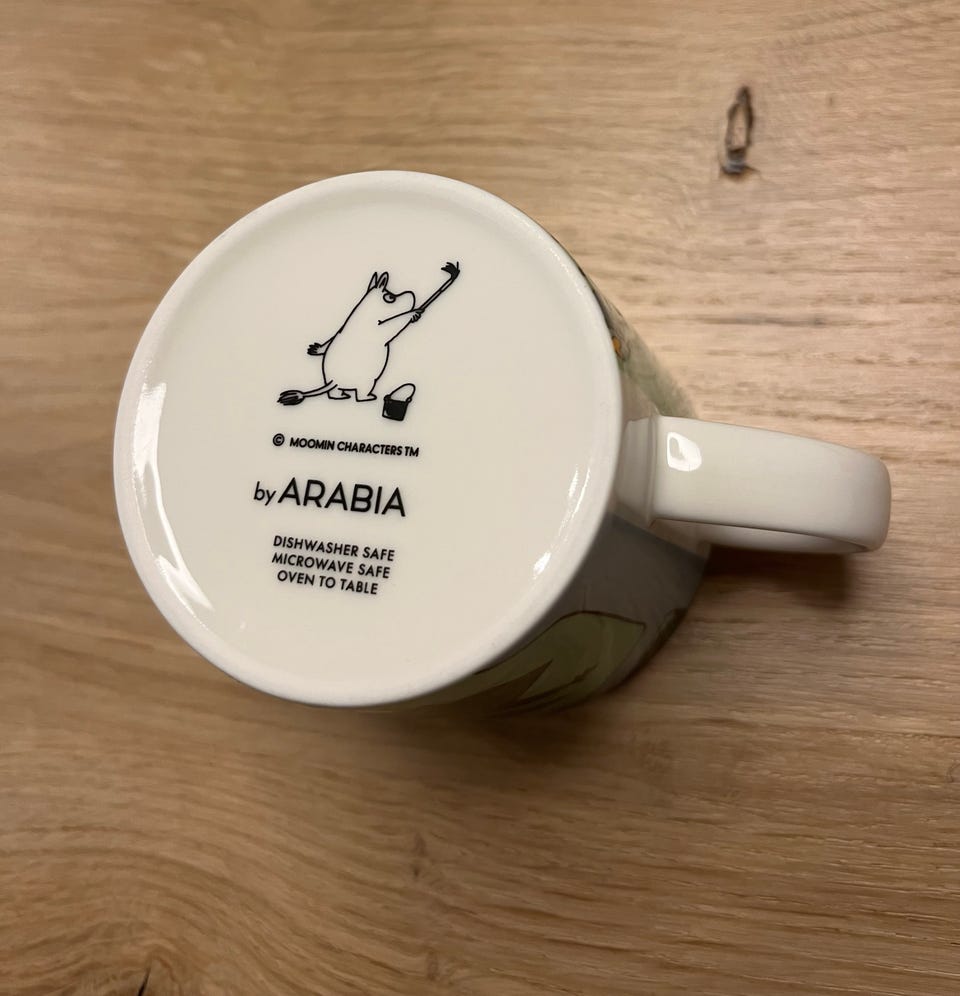 © MOOMIN CHARACTERS TM
by ARABIA
DISHWASHER SAFE
MICROWAVE SAFE
OVEN TO TABLE